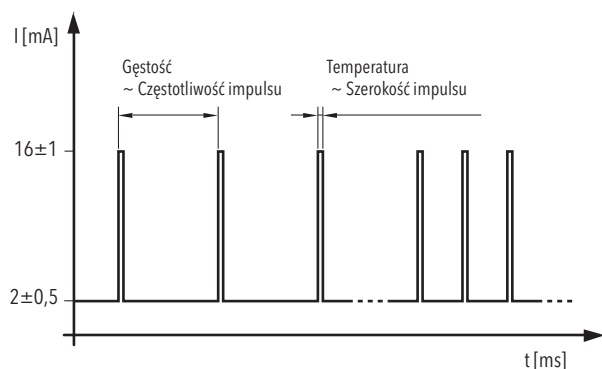 I [mA]
Gęstość
~ Częstotliwość impulsu
Temperatura
~ Szerokość impulsu
16±1
2±0,5
t [ms]